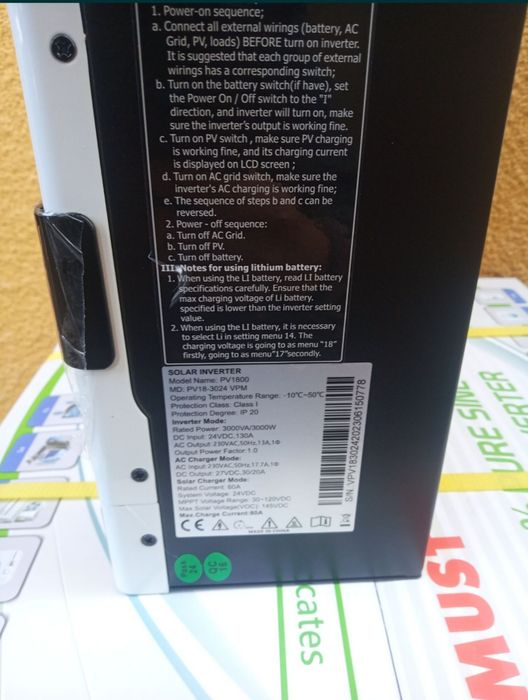 1. Power-on sequence;
a. Connect all external wirings (battery, AC
Grid, PV, loads) BEFORE turn on inverter.
It is suggested that each group of external
wirings has a corresponding switch;
b. Turn on the battery switch(if have), set
the Power On / Off switch to the "I"
direction, and inverter will turn on, make
sure the inverter's output is working fine.
c. Turn on PV switch , make sure PV charging
is working fine, and its charging current
is displayed on LCD screen ;
d. Turn on AC grid switch, make sure the
inverter's AC charging is working fine;
e. The sequence of steps b and c can be
reversed.
2. Power - off sequence:
a. Turn off AC Grid.
b. Turn off PV.
c. Turn off battery.
III. Notes for using lithium battery:
1. When using the LI battery, read LI battery
specifications carefully. Ensure that the
max charging voltage of Li battery.
specified is lower than the inverter setting
value.
2. When using the LI battery, it is necessary
to select Li in setting menu 14. The
charging voltage is going to as menu "18"
firstly, going to as menu"17"secondly.
SOLAR INVERTER
Model Name: PV1800
MD: PV18-3024 VPM
Operating Temperature Range: -10°C~50°C
Protection Class: Class I
Protection Degree: IP 20
Inverter Mode:
Rated Power: 3000VA/3000W
DC Input: 24VDC,130A
AC Output: 230VAC,50Hz,13A,1Φ
Output Power Factor:1.0
AC Charger Mode:
AC Input: 230VAC,50Hz,17.7A,1Φ
DC Output: 27VDC,30/20A
Solar Charger Mode:
Rated Current: 60A
System Voltage: 24VDC
MPPT Voltage Range: 30~120VDC
Max Solar Voltage(VOC): 145VDC
Max Charge Current:80A
CE
MADE IN CHINA
S/N: VPV183024202306150778
Pass
24
QC
16
cates
MUST
URE SINE
ERTER